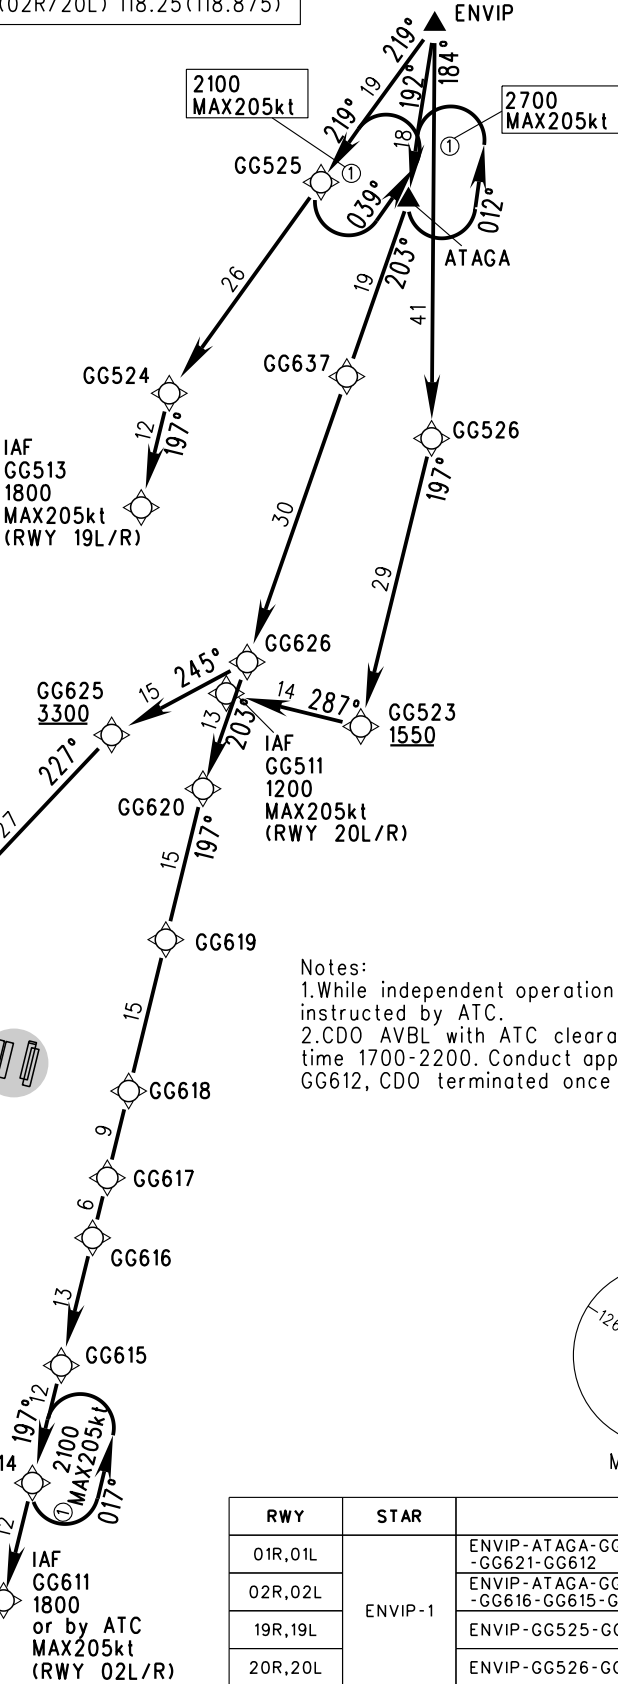 (02R/20L) 118.25(118.875)
ENVIP
219°
19
219°
192°
18
184°
2100
MAX205kt
2700
MAX205kt
1
1
GG525
039°
012°
ATAGA
203°
19
26
41
GG524
GG637
GG526
12
197°
197°
IAF
GG513
1800
MAX205kt
(RWY 19L/R)
30
29
GG626
245°
15
GG625
3300
227°
27
14
287°
GG523
1550
13
203°
IAF
GG511
1200
MAX205kt
(RWY 20L/R)
GG620
197°
15
GG619
15
Notes:
1.While independent operation
instructed by ATC.
2.CDO AVBL with ATC cleara
time 1700-2200. Conduct app
GG612, CDO terminated once
GG618
9
GG617
6
GG616
13
GG615
12
197°
2100
MAX205kt
1
017°
14
12
IAF
GG611
1800
or by ATC
MAX205kt
(RWY 02L/R)
126
M
RWY STAR
01R,01L ENVIP-ATAGA-GG
-GG621-GG612
02R,02L ENVIP-ATAGA-GG
-GG616-GG615-G
ENVIP-1
19R,19L ENVIP-GG525-GG
20R,20L ENVIP-GG526-GG